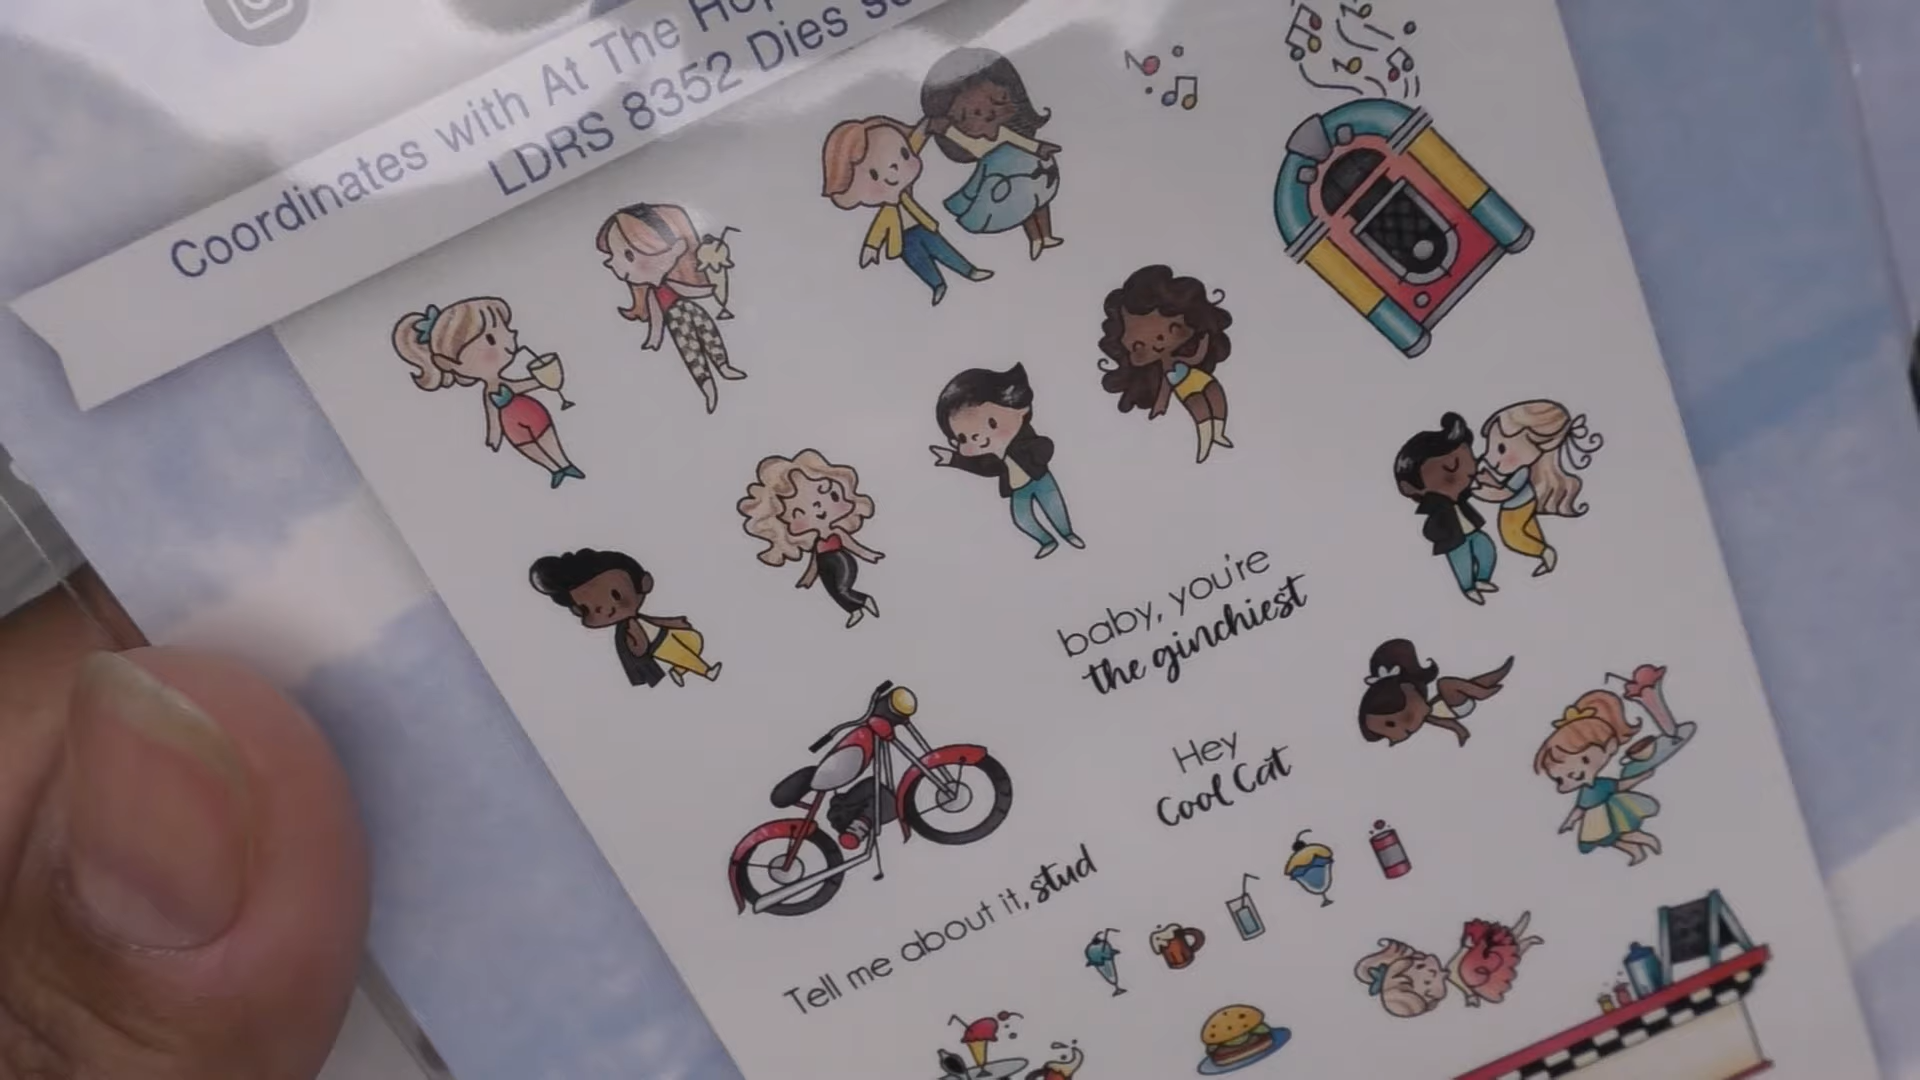 Coordinates with At The
LDRS 8352 Dies
baby, you're
the ginchiest
Hey
Cool Cat
Tell me about it, stud